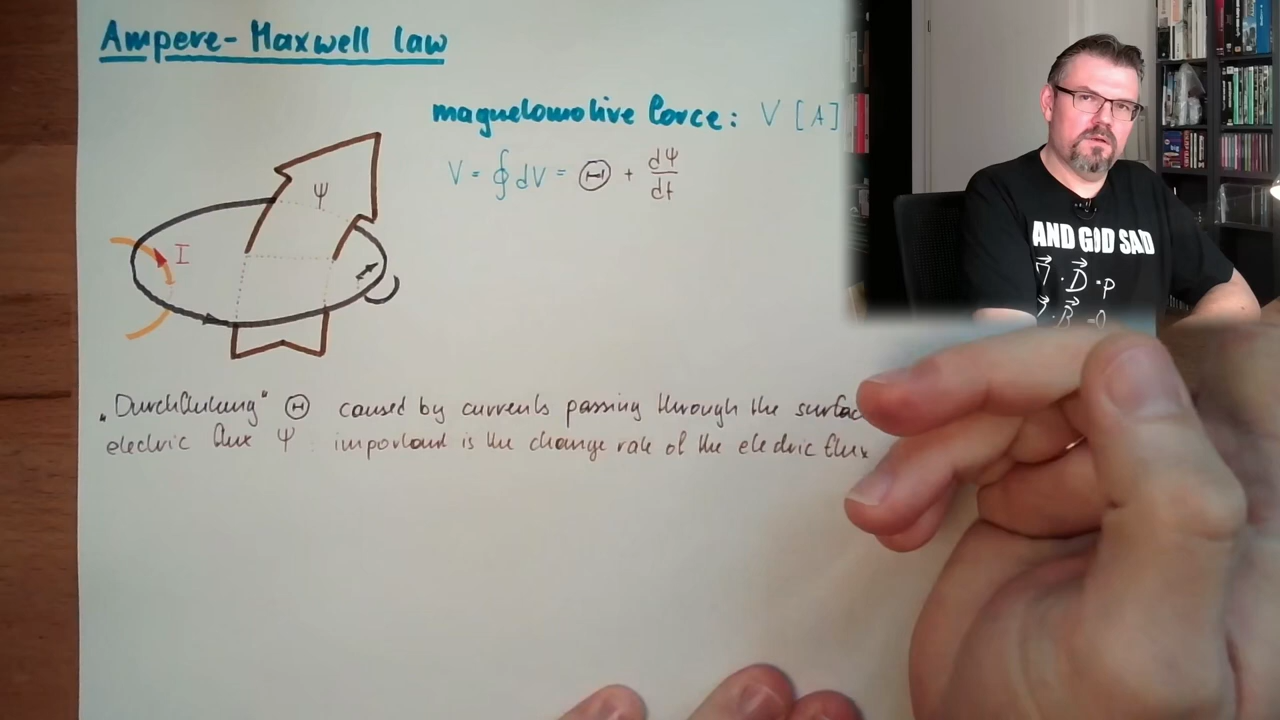 Ampere-Maxwell law
magnetomotive force: V [A]
V = ∮ dV = Θ + dΨ/dt
Ψ
I
"Durchflutung" Θ caused by currents passing through the surfac
electric flux Ψ : important is the change rate of the electric flux
AND GOD SAID
∇ · D = ρ
∇ · B = 0